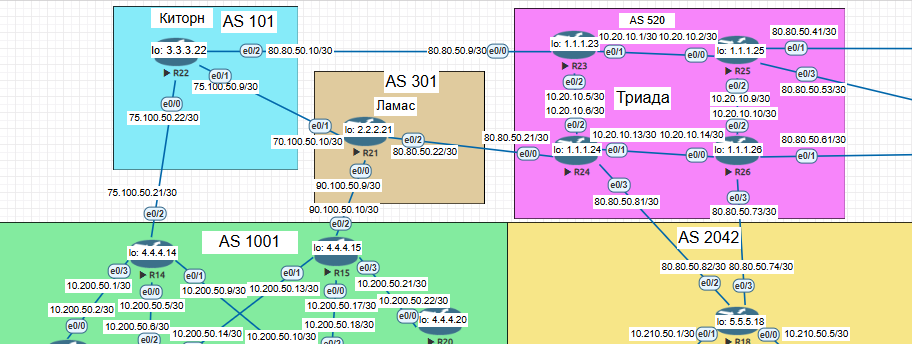 Киторн
AS 101
lo: 3.3.3.22
R22
e0/2
80.80.50.10/30
e0/1
75.100.50.9/30
e0/0
75.100.50.22/30
AS 301
Ламас
e0/1
70.100.50.10/30
lo: 2.2.2.21
R21
e0/2
80.80.50.22/30
e0/0
90.100.50.9/30
AS 520
Триада
80.80.50.9/30
e0/0
lo: 1.1.1.23
R23
e0/1
10.20.10.1/30
10.20.10.2/30
e0/0
lo: 1.1.1.25
R25
80.80.50.41/30
e0/1
e0/3
80.80.50.53/30
e0/2
10.20.10.5/30
10.20.10.6/30
e0/2
e0/2
10.20.10.9/30
10.20.10.10/30
e0/2
80.80.50.21/30
e0/0
lo: 1.1.1.24
R24
e0/1
10.20.10.13/30
10.20.10.14/30
e0/0
lo: 1.1.1.26
R26
80.80.50.61/30
e0/1
e0/3
80.80.50.81/30
e0/3
80.80.50.73/30
AS 1001
75.100.50.21/30
e0/2
lo: 4.4.4.14
R14
e0/3
10.200.50.1/30
10.200.50.2/30
e0/0
e0/0
10.200.50.5/30
10.200.50.6/30
e0/2
e0/1
10.200.50.9/30
10.200.50.10/30
90.100.50.10/30
e0/2
lo: 4.4.4.15
R15
e0/1
10.200.50.13/30
10.200.50.14/30
e0/0
10.200.50.17/30
10.200.50.18/30
e0/2
e0/3
10.200.50.21/30
10.200.50.22/30
e0/0
4.4.4.20
R20
AS 2042
80.80.50.82/30
e0/2
80.80.50.74/30
e0/3
lo: 5.5.5.18
R18
10.210.50.1/30
e0/1
e0/0
10.210.50.5/30